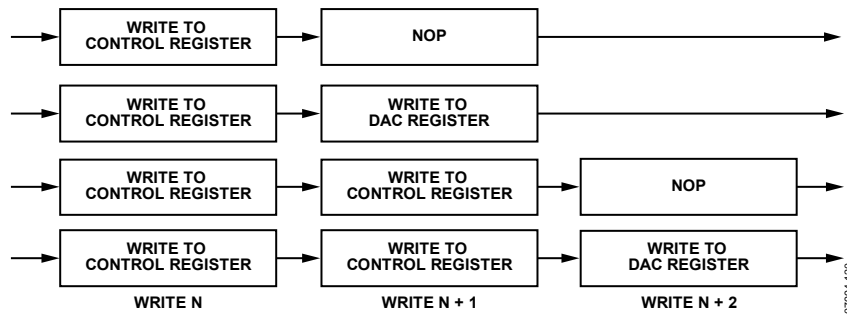 WRITE TO
CONTROL REGISTER
NOP
WRITE TO
CONTROL REGISTER
WRITE TO
DAC REGISTER
WRITE TO
CONTROL REGISTER
WRITE TO
CONTROL REGISTER
NOP
WRITE TO
CONTROL REGISTER
WRITE TO
CONTROL REGISTER
WRITE TO
DAC REGISTER
WRITE N
WRITE N + 1
WRITE N + 2